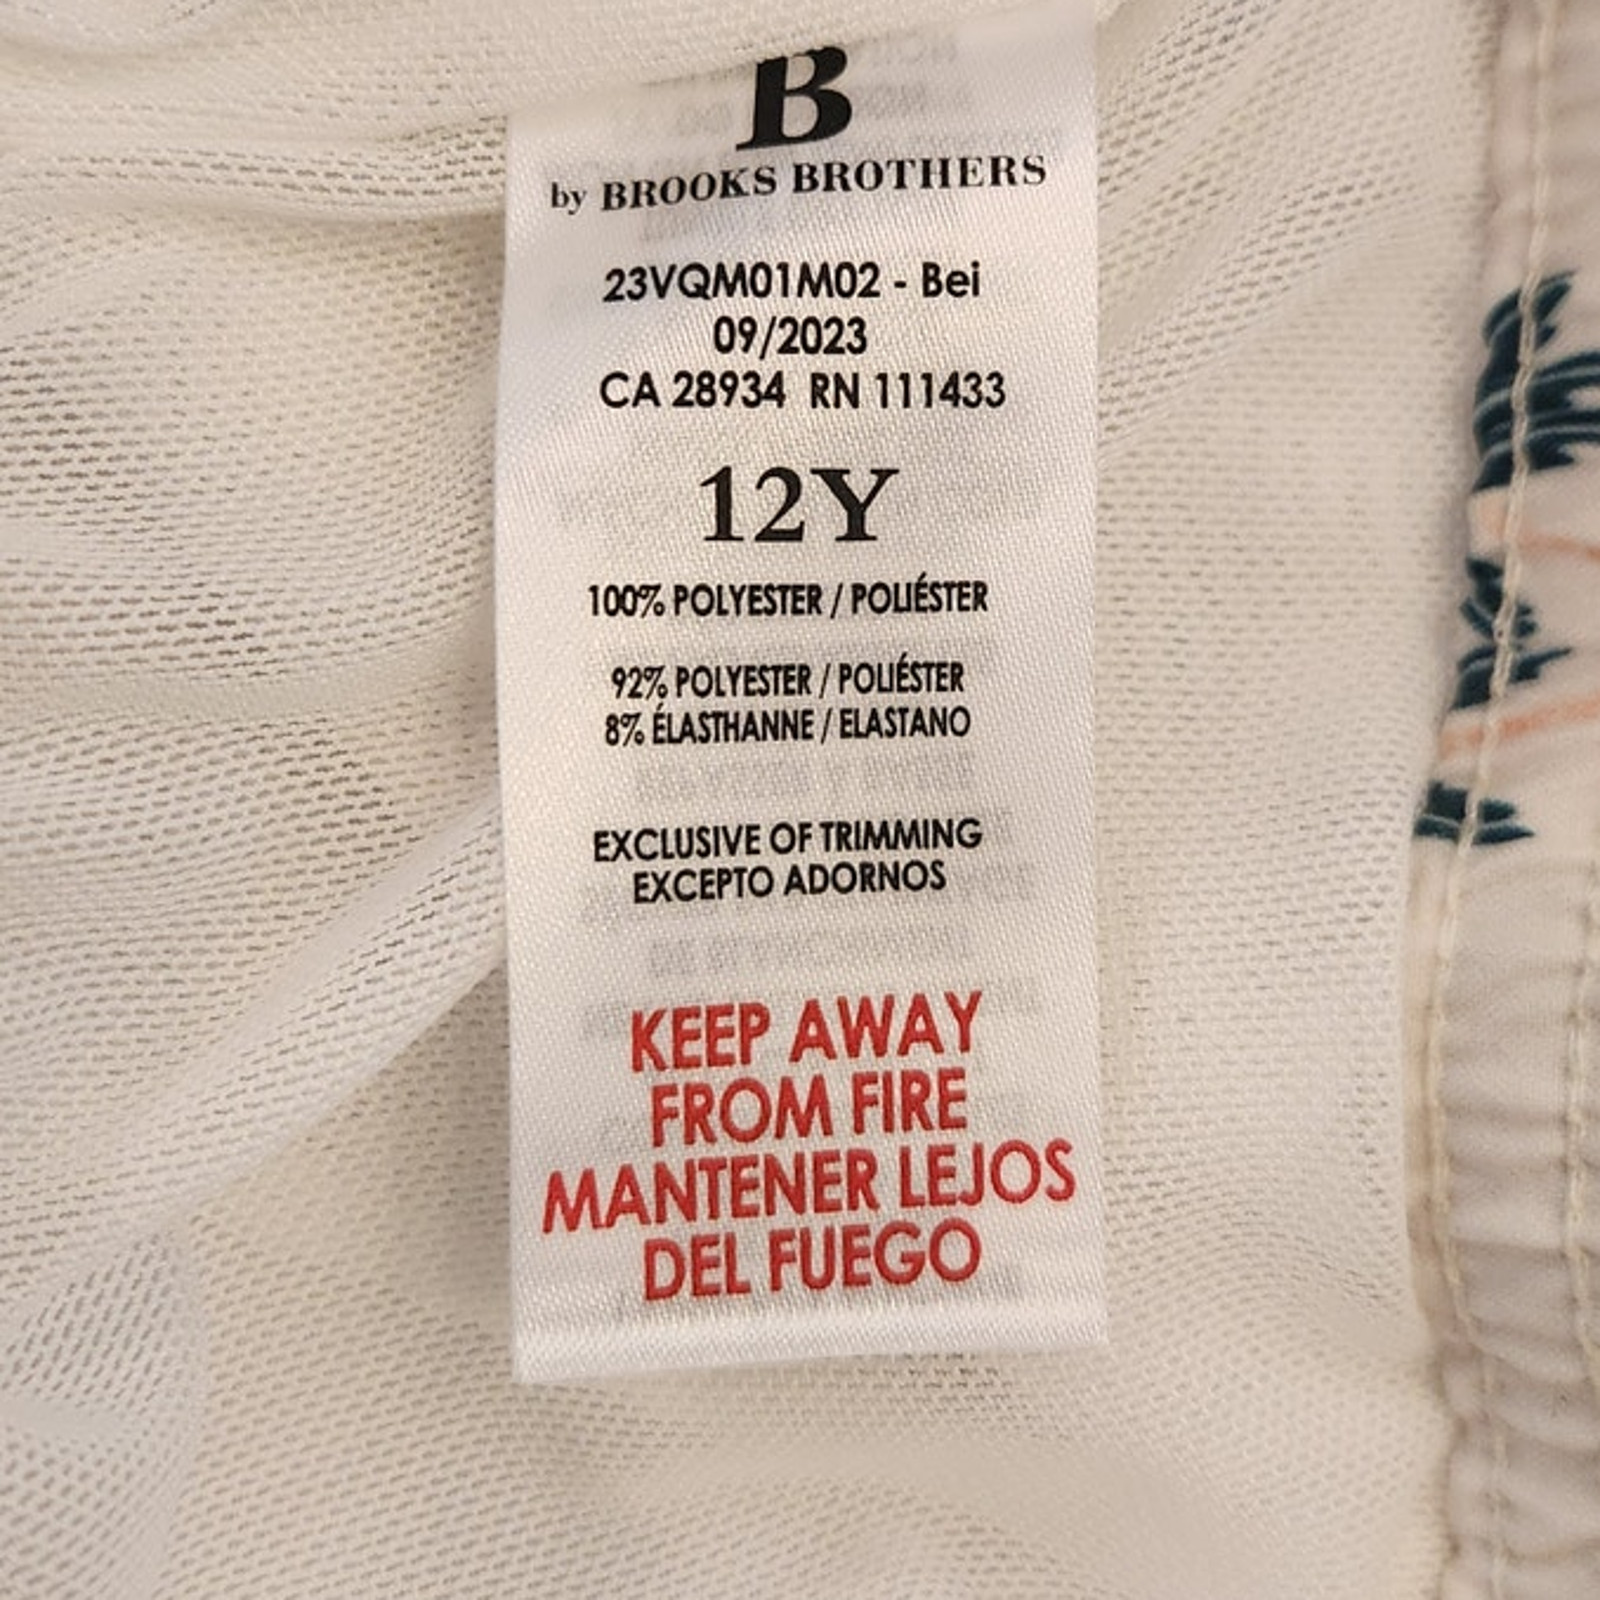 B
by BROOKS BROTHERS
23VQM01M02 - Bei
09/2023
CA 28934 RN 111433
12Y
100% POLYESTER / POLIÉSTER
92% POLYESTER / POLIÉSTER
8% ÉLASTHANNE / ELASTANO
EXCLUSIVE OF TRIMMING
EXCEPTO ADORNOS
KEEP AWAY
FROM FIRE
MANTENER LEJOS
DEL FUEGO